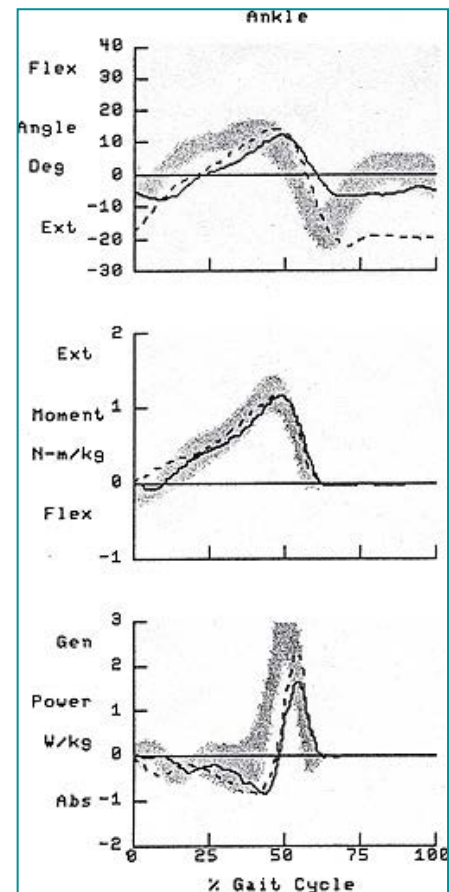 Ankle
40
Flex
30
20
Angle
10
Deg
0
-10
Ext
-20
-30
2
Ext
Moment
1
N-m/kg
0
Flex
-1
3
Gen
2
Power
1
W/kg
0
Abs
-1
-2
0 25 50 75 100
% Gait Cycle